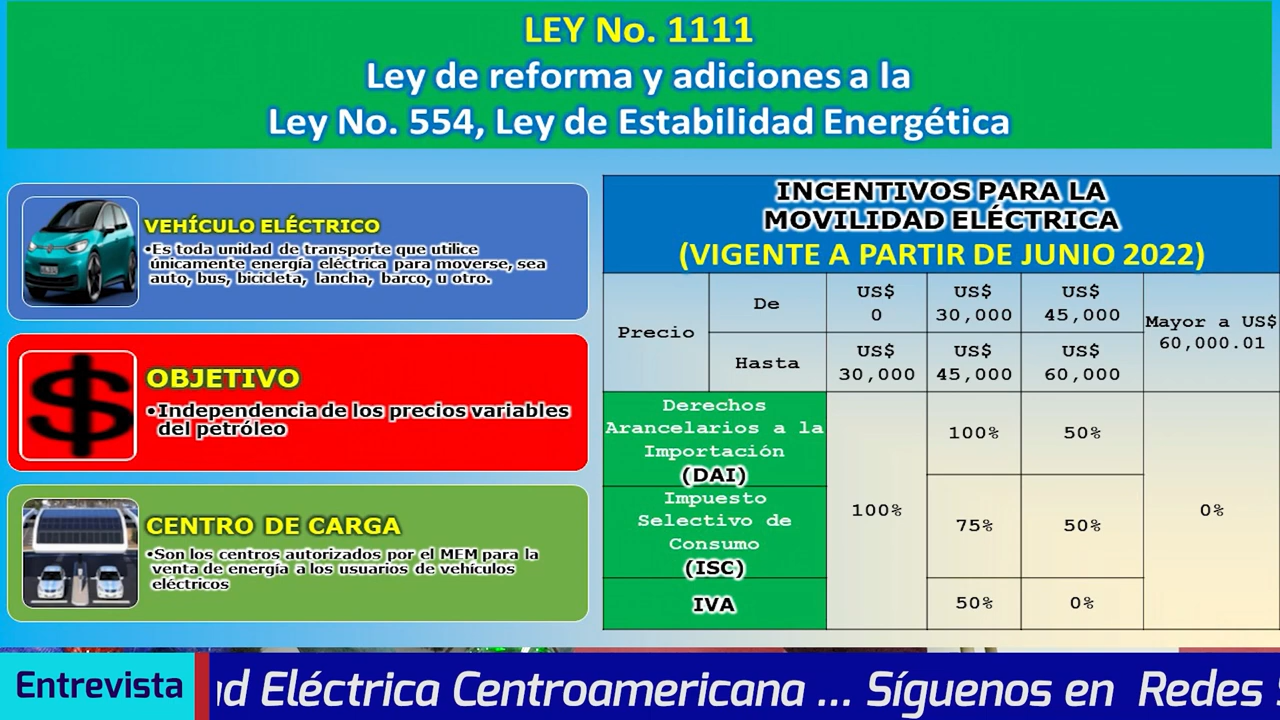 LEY No. 1111
Ley de reforma y adiciones a la
Ley No. 554, Ley de Estabilidad Energética
VEHÍCULO ELÉCTRICO
•Es toda unidad de transporte que utilice
únicamente energía eléctrica para moverse, sea
auto, bus, bicicleta, lancha, barco, u otro.
OBJETIVO
•Independencia de los precios variables
del petróleo
CENTRO DE CARGA
•Son los centros autorizados por el MEM para la
venta de energía a los usuarios de vehículos
eléctricos
INCENTIVOS PARA LA
MOVILIDAD ELÉCTRICA
(VIGENTE A PARTIR DE JUNIO 2022)
Precio
De
US$
0
US$
30,000
US$
45,000
Mayor a US$
60,000.01
Hasta
US$
30,000
US$
45,000
US$
60,000
Derechos
Arancelarios a la
Importación
(DAI)
100%
100%
50%
0%
Impuesto
Selectivo de
Consumo
(ISC)
75%
50%
IVA
50%
0%
Entrevista
ad Eléctrica Centroamericana ... Síguenos en Redes